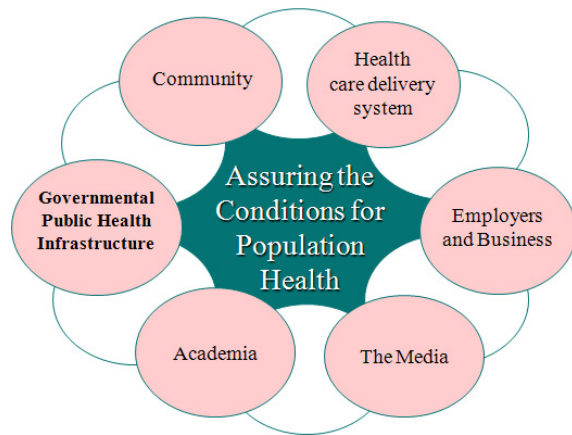 Community
Health
care delivery
system
Governmental
Public Health
Infrastructure
Assuring the
Conditions for
Population
Health
Employers
and Business
Academia
The Media